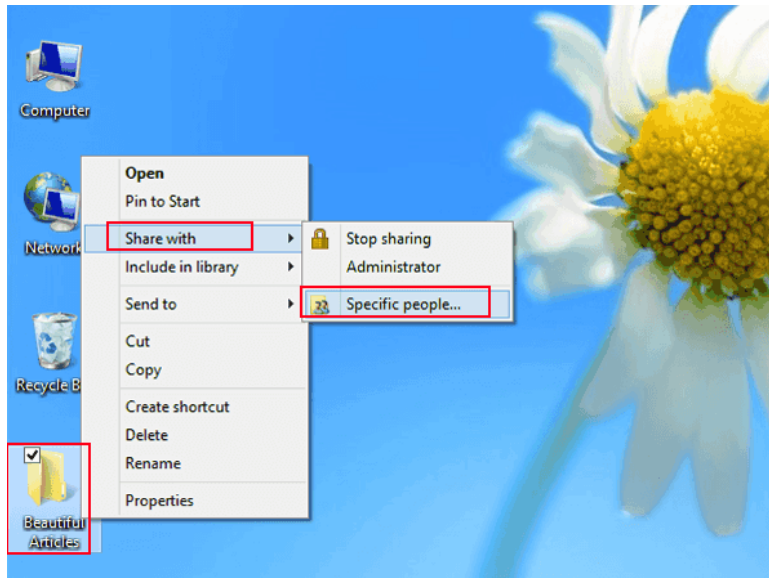 Computer
Network
Recycle B
Beautiful
Articles
Open
Pin to Start
Share with
Include in library
Send to
Cut
Copy
Create shortcut
Delete
Rename
Properties
Stop sharing
Administrator
Specific people...